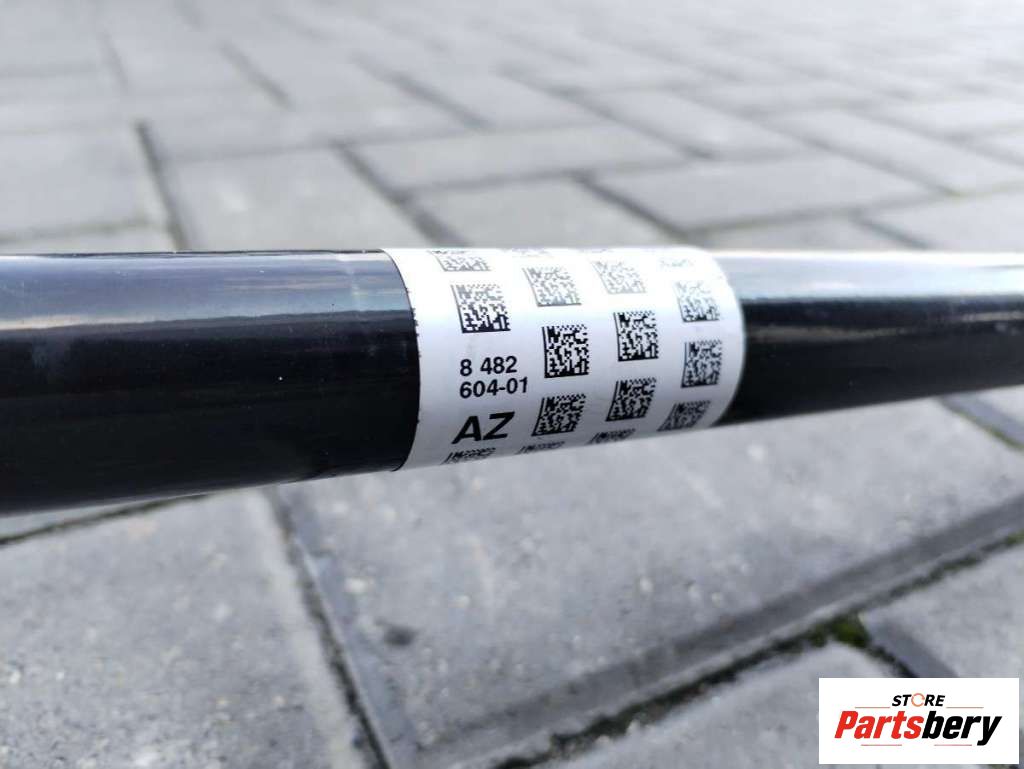 8 482
604-01
AZ
STORE
Partsbery